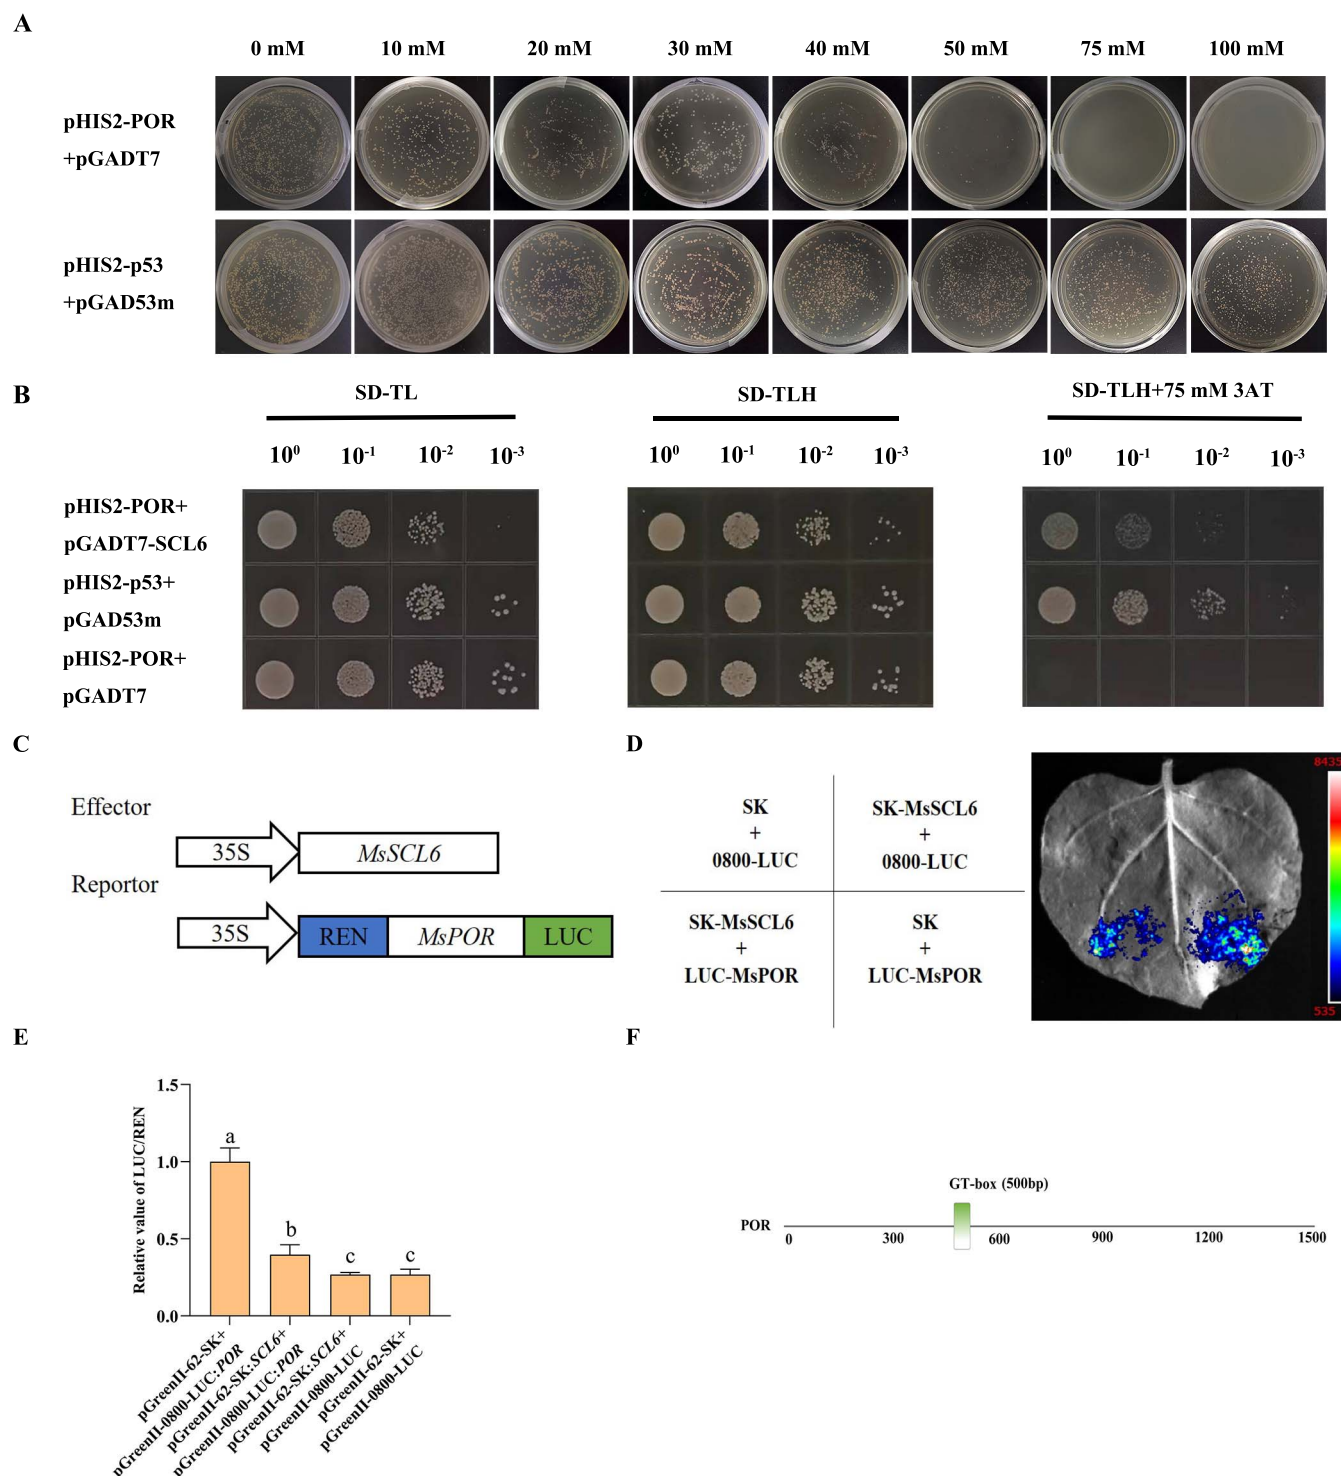 A
0 mM 10 mM 20 mM 30 mM 40 mM 50 mM 75 mM 100 mM
pHIS2-POR
+pGADT7
pHIS2-p53
+pGAD53m
B
SD-TL SD-TLH SD-TLH+75 mM 3AT
10⁰ 10⁻¹ 10⁻² 10⁻³ 10⁰ 10⁻¹ 10⁻² 10⁻³ 10⁰ 10⁻¹ 10⁻² 10⁻³
pHIS2-POR+
pGADT7-SCL6
pHIS2-p53+
pGAD53m
pHIS2-POR+
pGADT7
C
Effector
35S MsSCL6
Reportor
35S REN MsPOR LUC
D
SK
+
0800-LUC
SK-MsSCL6
+
0800-LUC
SK-MsSCL6
+
LUC-MsPOR
SK
+
LUC-MsPOR
8435
535
E
Relative value of LUC/REN
1.5
1.0
0.5
0.0
a
b
c
c
pGreenII-62-SK+
pGreenII-0800-LUC:POR
pGreenII-62-SK:SCL6+
pGreenII-0800-LUC:POR
pGreenII-62-SK:SCL6+
pGreenII-0800-LUC
pGreenII-62-SK+
pGreenII-0800-LUC
F
GT-box (500bp)
POR
0 300 600 900 1200 1500